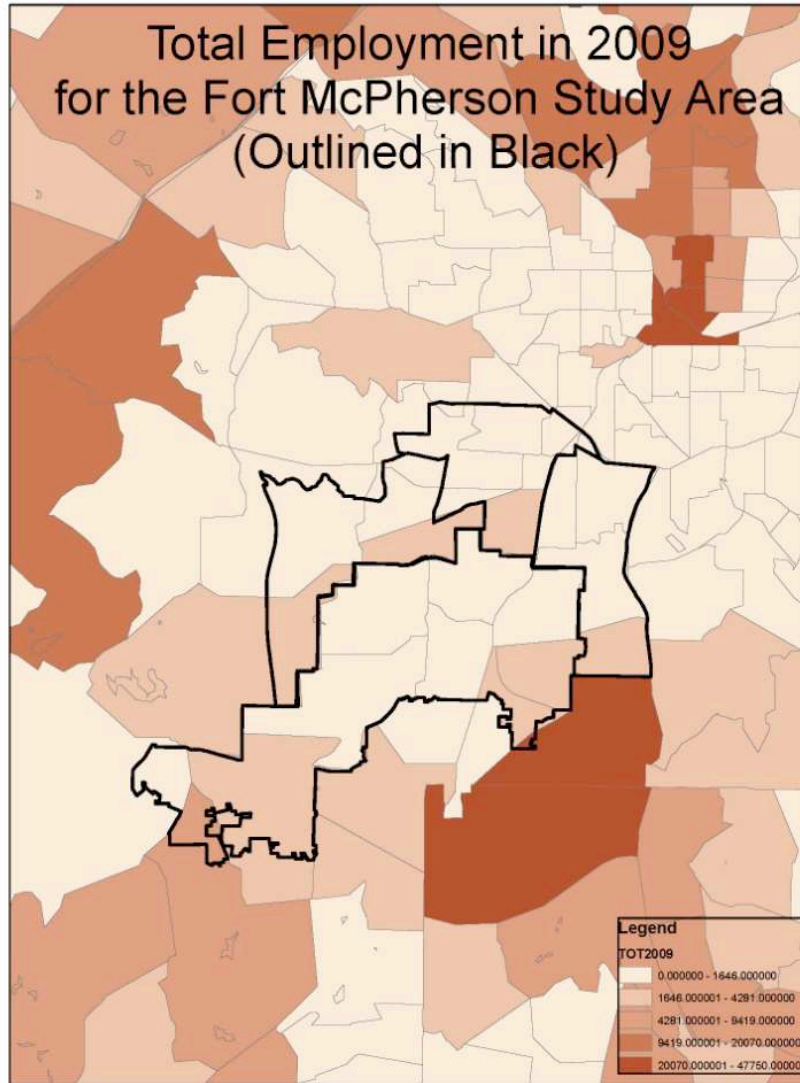 Total Employment in 2009
for the Fort McPherson Study Area
(Outlined in Black)
Legend
TOT2009
0.000000 - 1646.000000
1646.000001 - 4281.000000
4281.000001 - 9419.000000
9419.000001 - 20070.000000
20070.000001 - 47750.00000